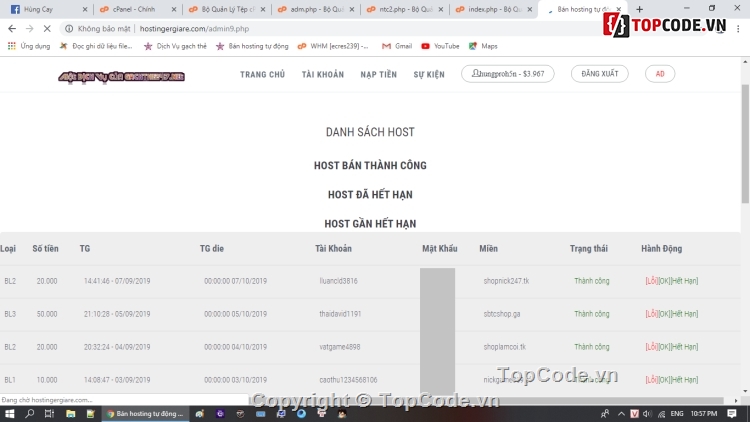 Hùng Cay
cPanel - Chính
Bộ Quản Lý Tệp cP
adm.php - Bộ Quả
ntc2.php - Bộ Quả
index.php - Bộ Qu
Bán hosting tự độ
TOPCODE.VN
Không bảo mật | hostingergiare.com/admin9.php
Ứng dụng
Đọc ghi dữ liệu file...
Dịch Vụ gạch thẻ
Bán hosting tự động
WHM [ecres239] -...
Gmail
YouTube
Maps
TRANG CHỦ
TÀI KHOẢN
NẠP TIỀN
SỰ KIỆN
hungproh5n - $3.967
ĐĂNG XUẤT
AD
DANH SÁCH HOST
HOST BÁN THÀNH CÔNG
HOST ĐÃ HẾT HẠN
HOST GẦN HẾT HẠN
Loại Số tiền TG TG die Tài Khoản Mật Khẩu Miền Trạng thái Hành Động
BL2 20.000 14:41:46 - 07/09/2019 00:00:00 07/10/2019 lluancld3816 shopnick247.tk Thành công [Lỗi][OK][Hết Hạn]
BL3 50.000 21:10:28 - 05/09/2019 00:00:00 05/10/2019 thaidavid1191 sbtcshop.ga Thành công [Lỗi][OK][Hết Hạn]
BL2 20.000 20:32:24 - 04/09/2019 00:00:00 04/10/2019 vatgame4898 shoplamcoi.tk Thành công [Lỗi][OK][Hết Hạn]
BL1 10.000 14:08:47 - 03/09/2019 00:00:00 03/10/2019 caothu1234568106 Thành công [Lỗi][OK][Hết Hạn]
TopCode.vn
Đang chờ hostingergiare.com...
Copyright © TopCode.vn
Bán hosting tự động ...
ENG
10:57 PM